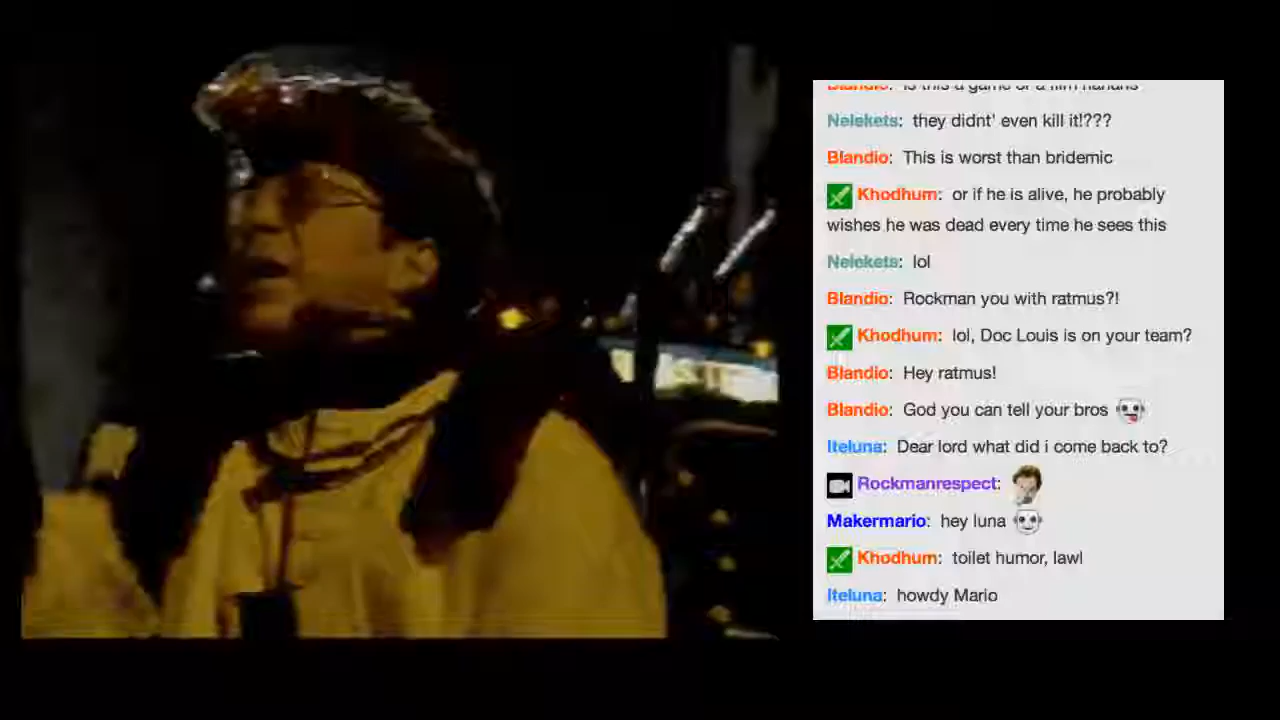 Blandio: Is this a game or a film hahahs
Nelekets: they didnt' even kill it!???
Blandio: This is worst than bridemic
Khodhum: or if he is alive, he probably
wishes he was dead every time he sees this
Nelekets: lol
Blandio: Rockman you with ratmus?!
Khodhum: lol, Doc Louis is on your team?
Blandio: Hey ratmus!
Blandio: God you can tell your bros
Iteluna: Dear lord what did i come back to?
Rockmanrespect:
Makermario: hey luna
Khodhum: toilet humor, lawl
Iteluna: howdy Mario